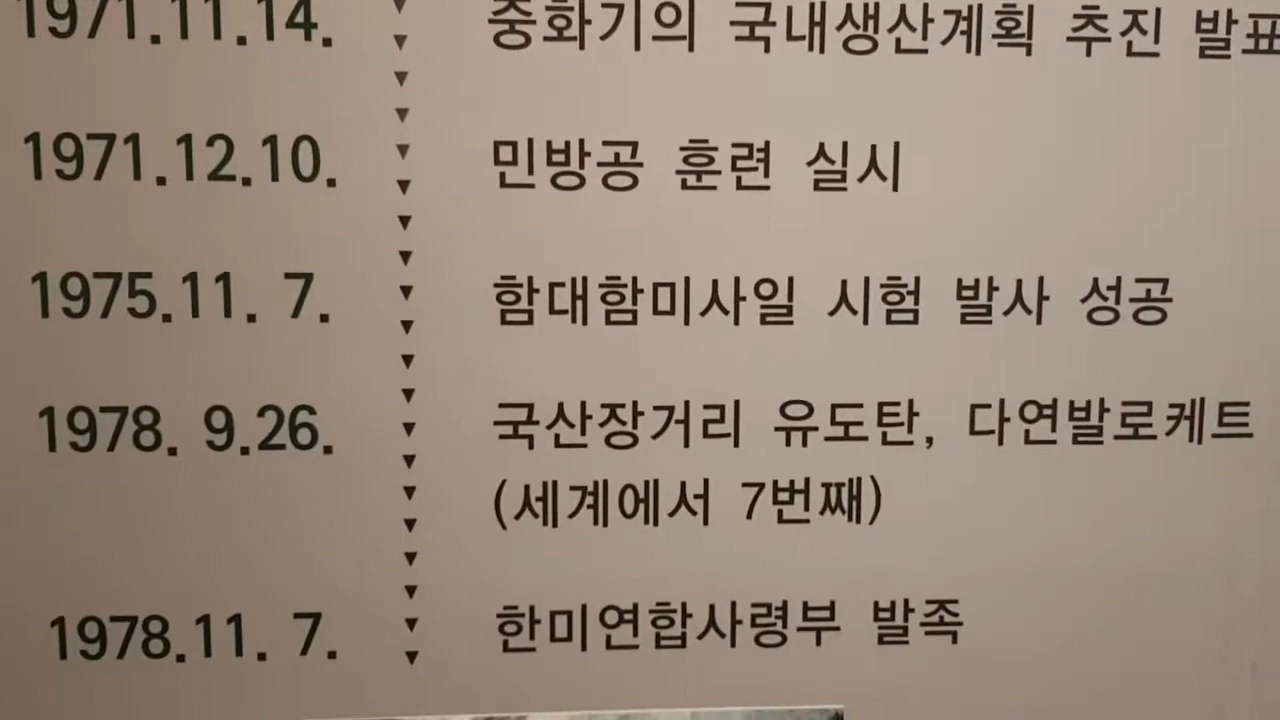 1971.11.14. 중화기의 국내생산계획 추진 발표
1971.12.10. 민방공 훈련 실시
1975.11. 7. 함대함미사일 시험 발사 성공
1978. 9.26. 국산장거리 유도탄, 다연발로케트
(세계에서 7번째)
1978.11. 7. 한미연합사령부 발족